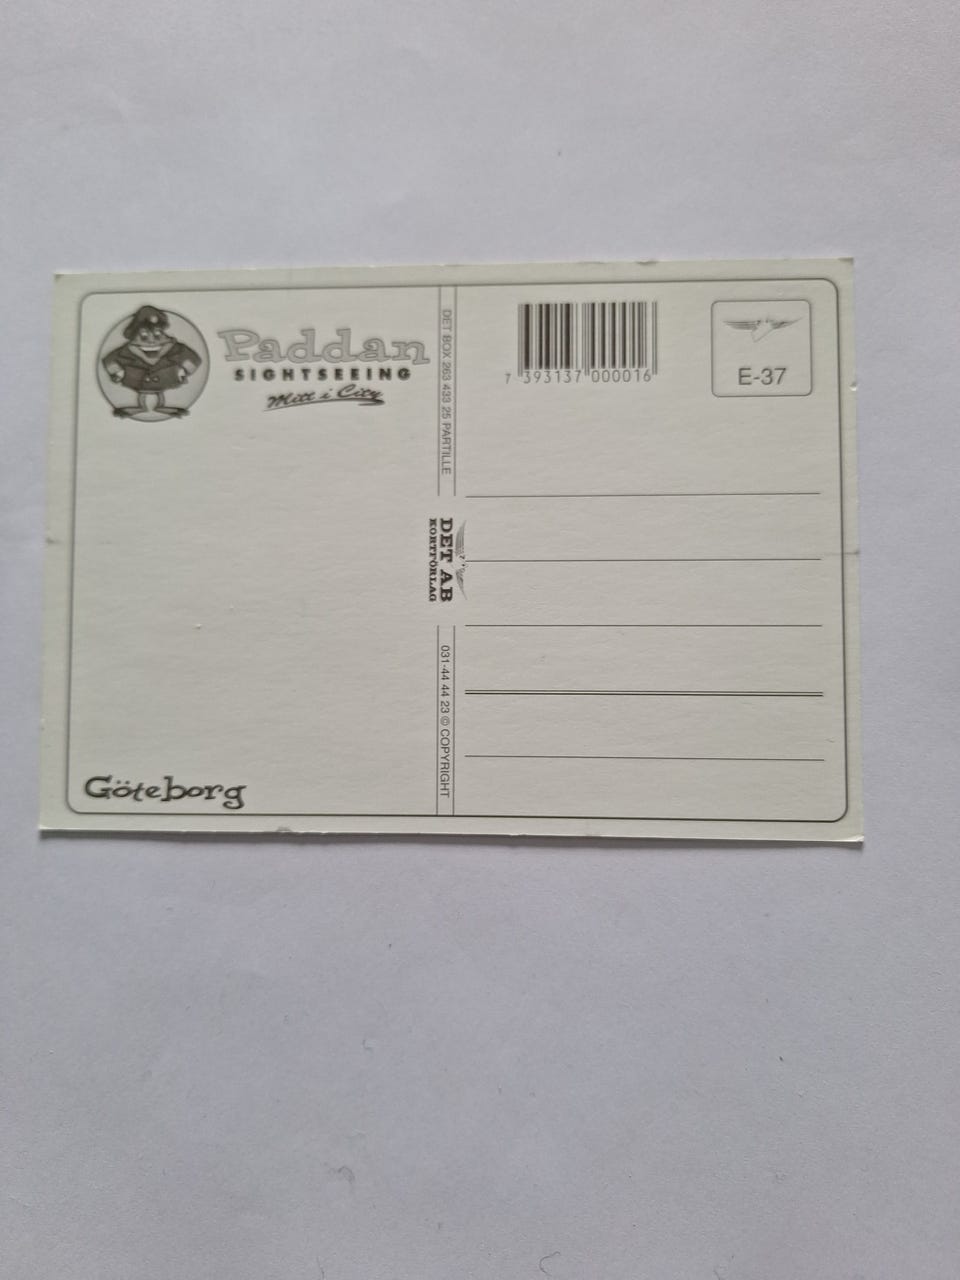 Paddan
SIGHTSEEING
Mitt i City
Göteborg
DET BOX 263 433 25 PARTILLE
DET AB
KORTFÖRLAG
031-44 44 23 © COPYRIGHT
7 393137 000016
E-37